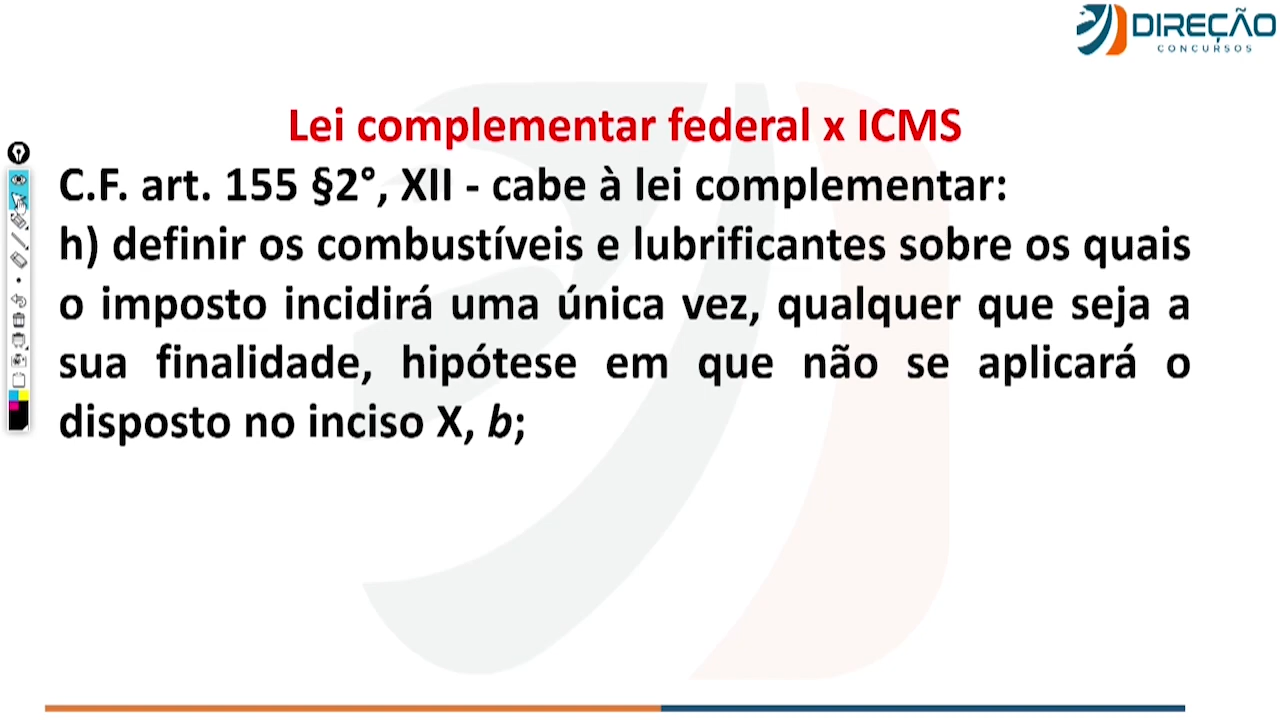 DIREÇÃO
CONCURSOS
Lei complementar federal x ICMS
C.F. art. 155 §2°, XII - cabe à lei complementar:
h) definir os combustíveis e lubrificantes sobre os quais
o imposto incidirá uma única vez, qualquer que seja a
sua finalidade, hipótese em que não se aplicará o
disposto no inciso X, b;